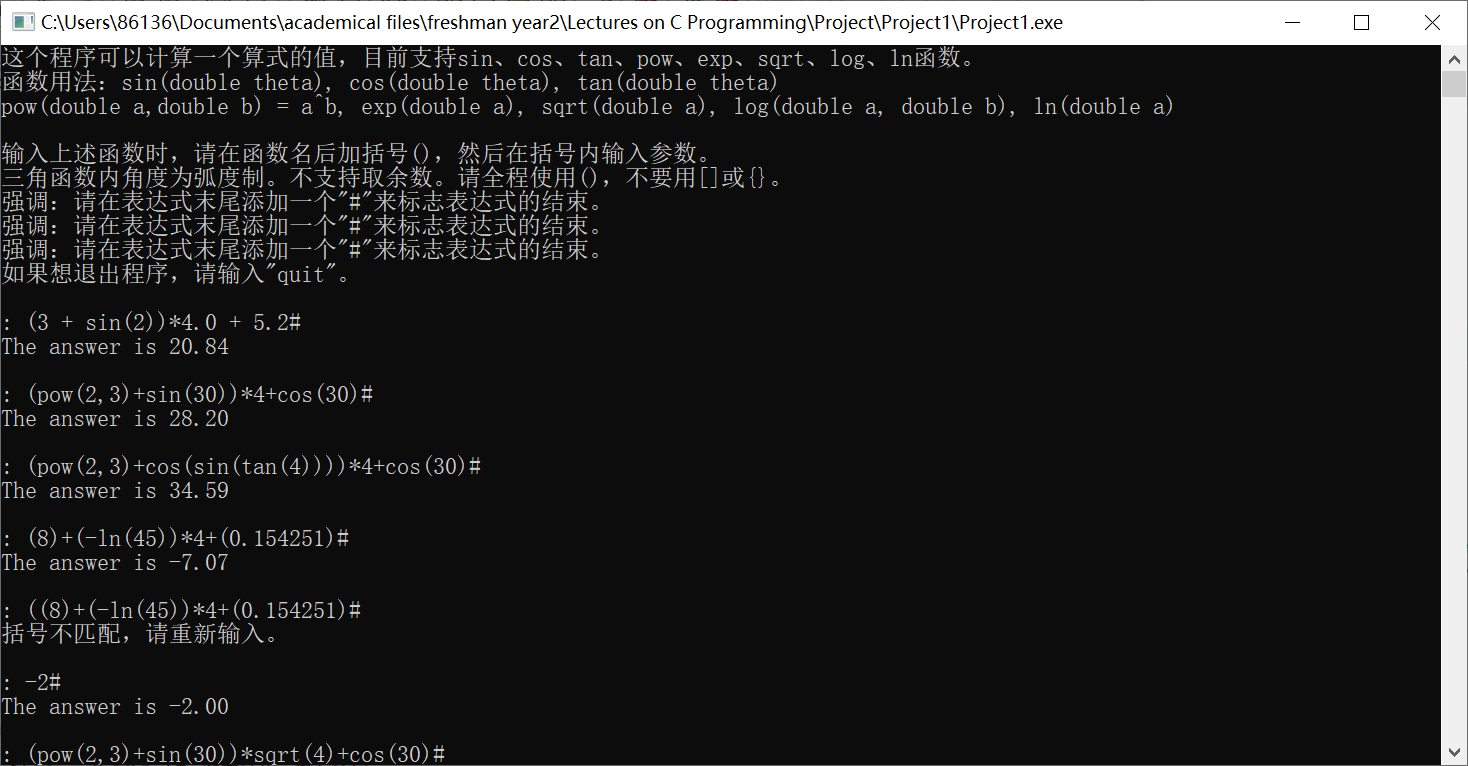 C:\Users\86136\Documents\academical files\freshman year2\Lectures on C Programming\Project\Project1\Project1.exe
这个程序可以计算一个算式的值，目前支持sin、cos、tan、pow、exp、sqrt、log、ln函数。
函数用法：sin(double theta), cos(double theta), tan(double theta)
pow(double a,double b) = a^b, exp(double a), sqrt(double a), log(double a, double b), ln(double a)
输入上述函数时，请在函数名后加括号()，然后在括号内输入参数。
三角函数内角度为弧度制。不支持取余数。请全程使用()，不要用[]或{}。
强调：请在表达式末尾添加一个"#"来标志表达式的结束。
强调：请在表达式末尾添加一个"#"来标志表达式的结束。
强调：请在表达式末尾添加一个"#"来标志表达式的结束。
如果想退出程序，请输入"quit"。
: (3 + sin(2))*4.0 + 5.2#
The answer is 20.84
: (pow(2,3)+sin(30))*4+cos(30)#
The answer is 28.20
: (pow(2,3)+cos(sin(tan(4))))*4+cos(30)#
The answer is 34.59
: (8)+(-ln(45))*4+(0.154251)#
The answer is -7.07
: ((8)+(-ln(45))*4+(0.154251)#
括号不匹配，请重新输入。
: -2#
The answer is -2.00
: (pow(2,3)+sin(30))*sqrt(4)+cos(30)#